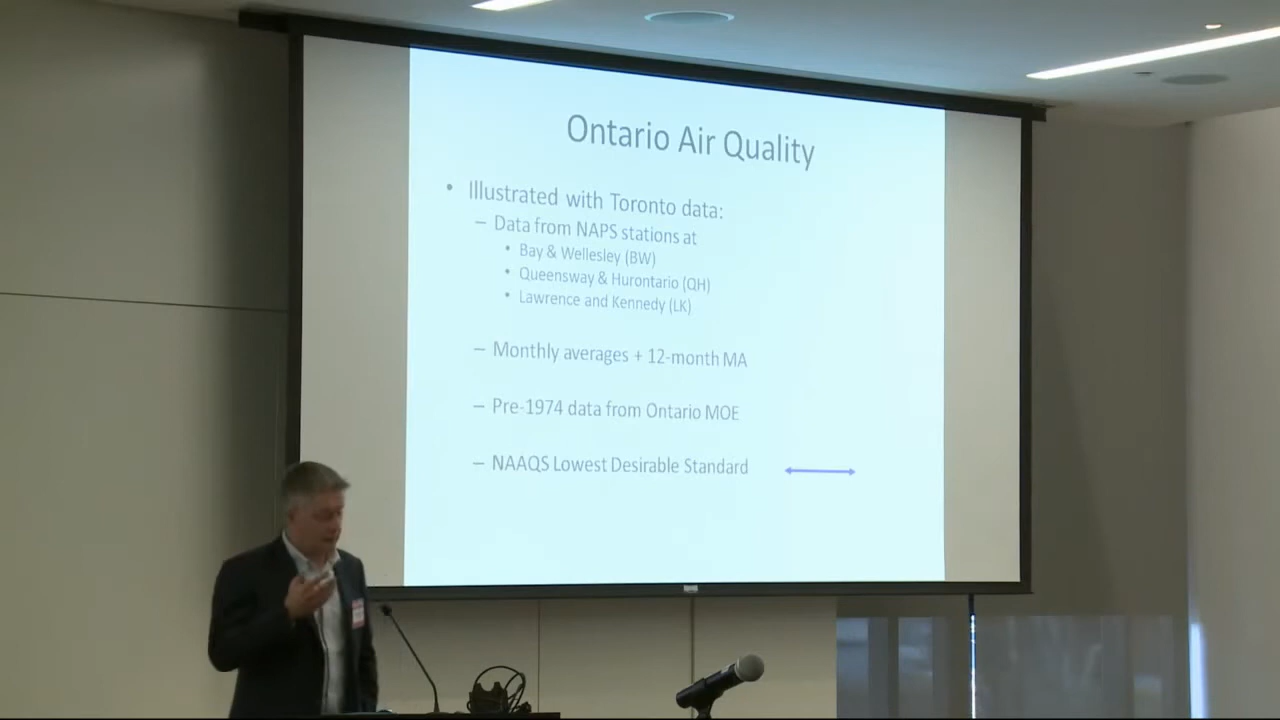 Ontario Air Quality
• Illustrated with Toronto data:
– Data from NAPS stations at
• Bay & Wellesley (BW)
• Queensway & Hurontario (QH)
• Lawrence and Kennedy (LK)
– Monthly averages + 12-month MA
– Pre-1974 data from Ontario MOE
– NAAQS Lowest Desirable Standard